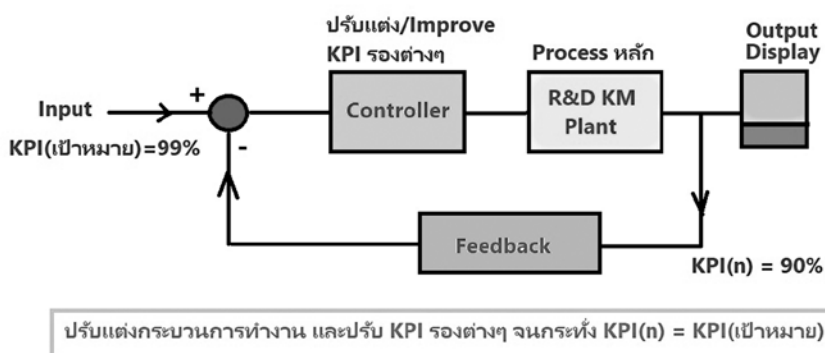 ปรับแต่ง/Improve
KPI รองต่างๆ
Process หลัก
Output
Display
Input
+
Controller
R&D KM
Plant
KPI(เป้าหมาย)=99%
-
Feedback
KPI(n) = 90%
ปรับแต่งกระบวนการทำงาน และปรับ KPI รองต่างๆ จนกระทั่ง KPI(n) = KPI(เป้าหมาย)